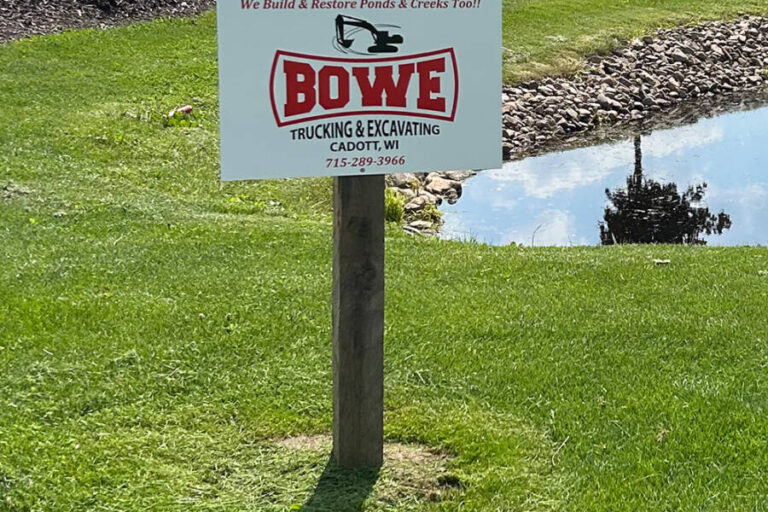 We Build & Restore Ponds & Creeks Too!!
BOWE
TRUCKING & EXCAVATING
CADOTT, WI
715-289-3966